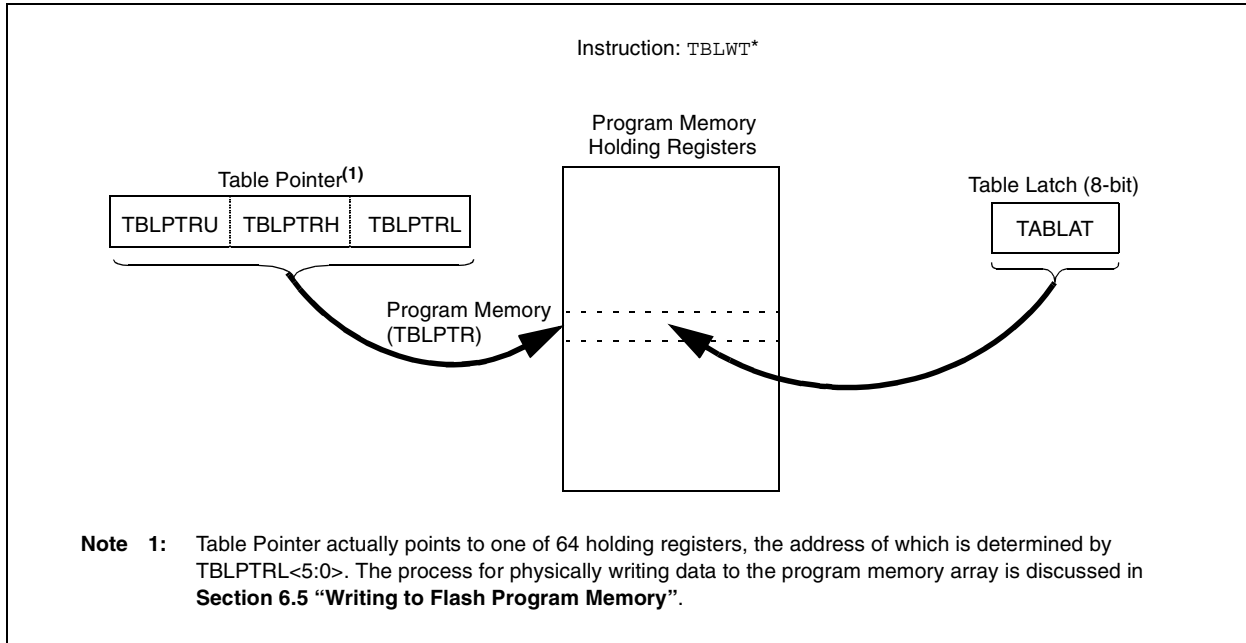 Instruction: TBLWT*
Program Memory
Holding Registers
Table Pointer(1)
Table Latch (8-bit)
TBLPTRU TBLPTRH TBLPTRL
TABLAT
Program Memory
(TBLPTR)
Note 1: Table Pointer actually points to one of 64 holding registers, the address of which is determined by
TBLPTRL<5:0>. The process for physically writing data to the program memory array is discussed in
Section 6.5 “Writing to Flash Program Memory”.